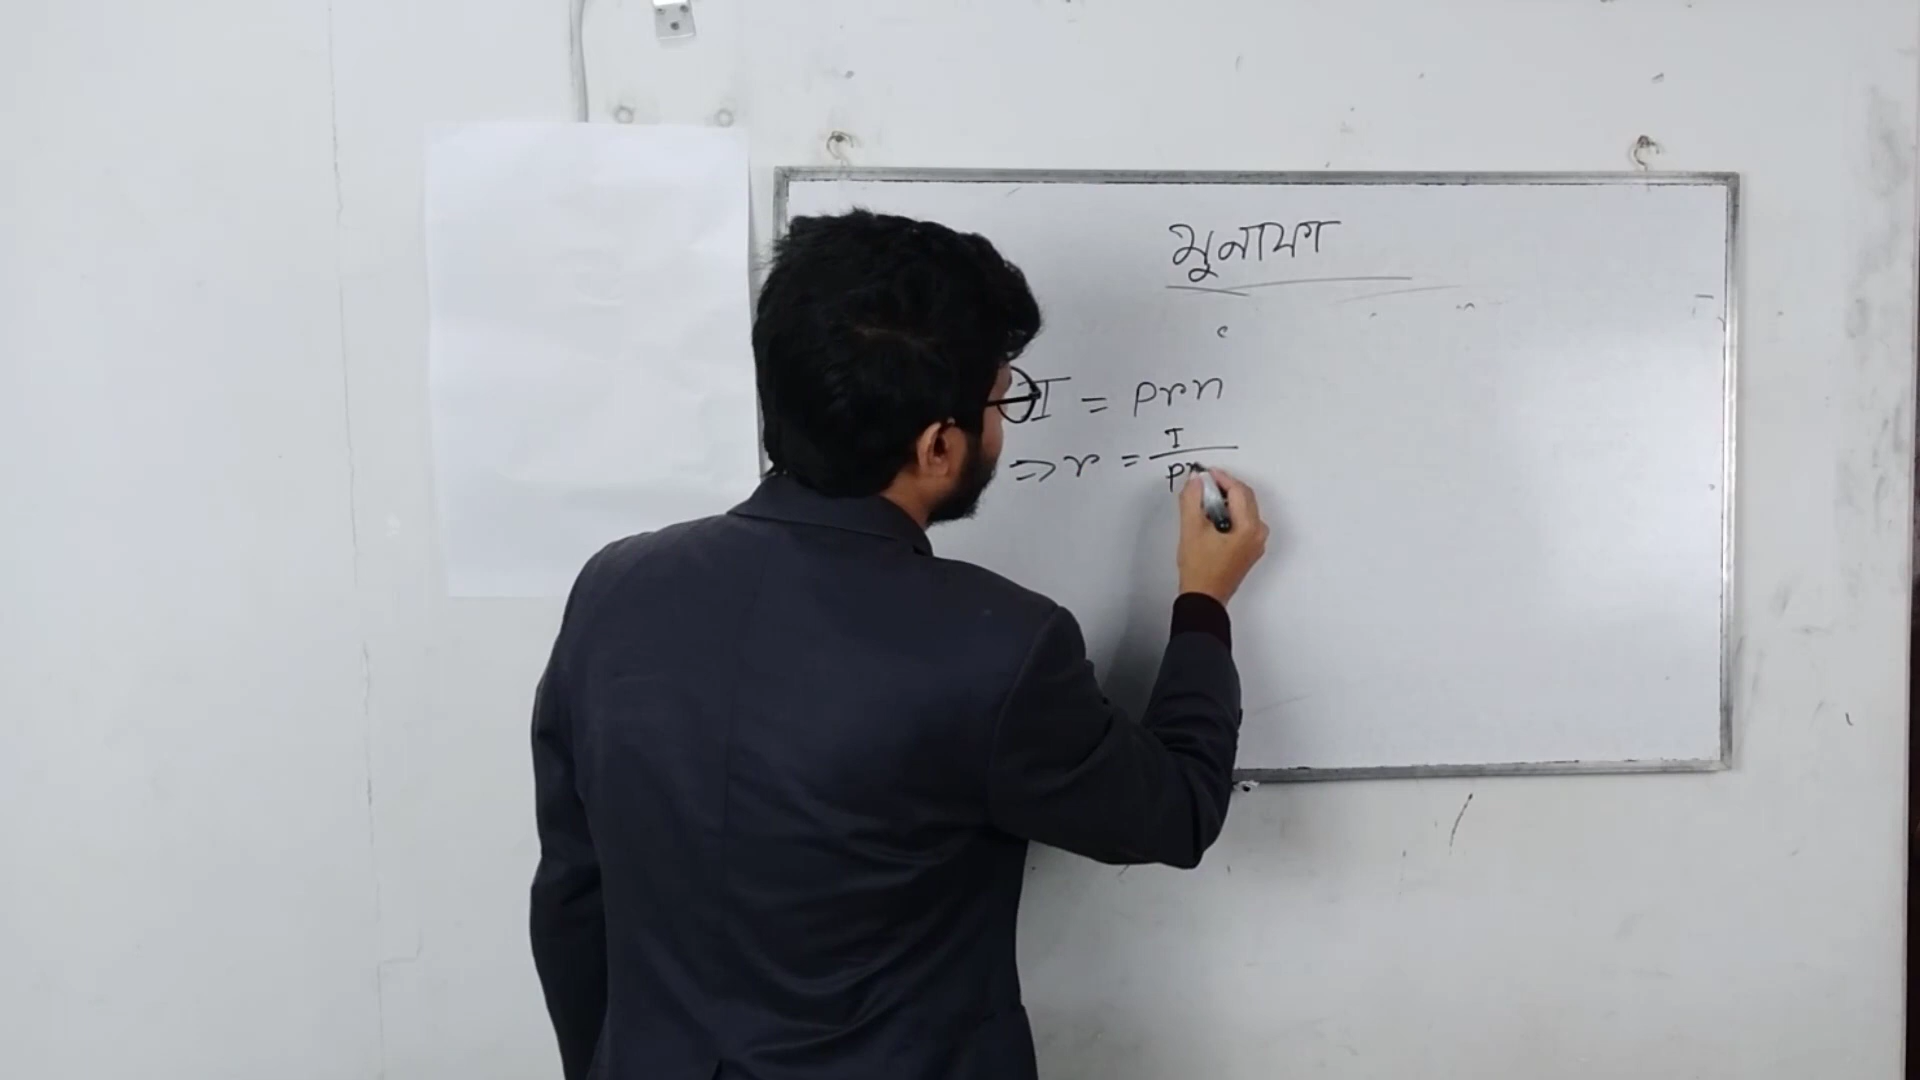 মুনাফা
I = prn
⇒ r = I/pn